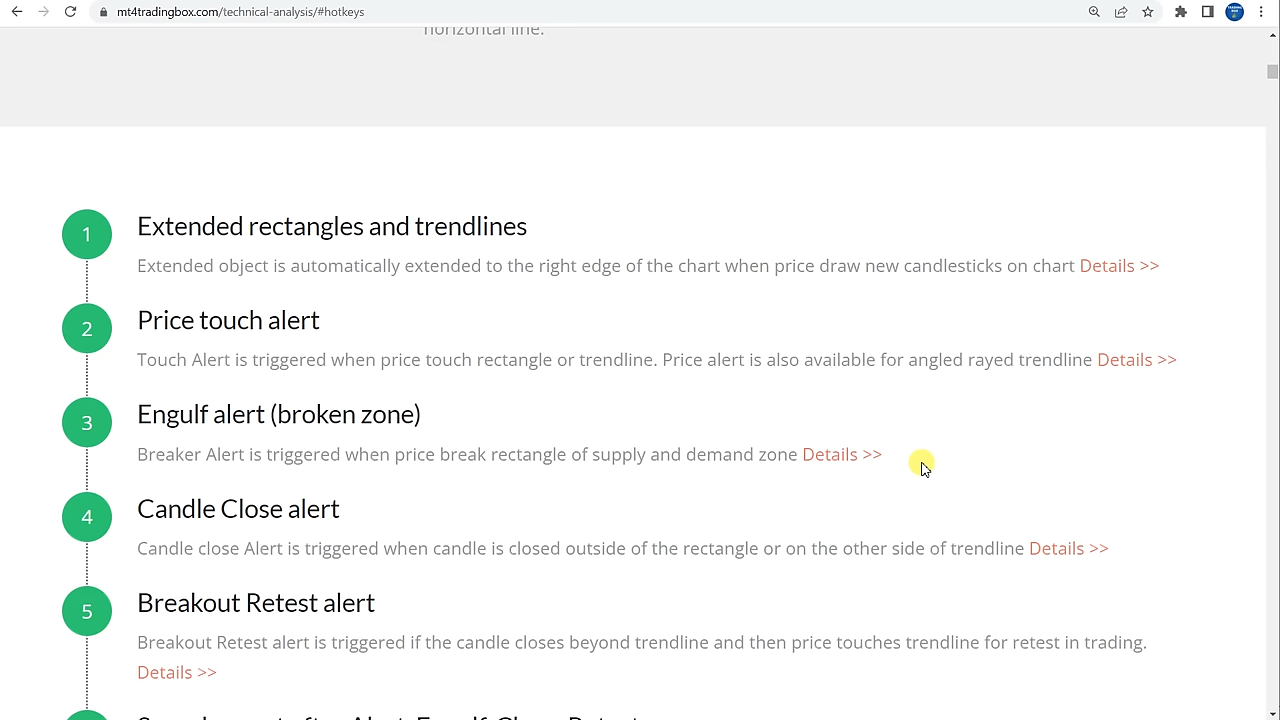 mt4tradingbox.com/technical-analysis/#hotkeys
horizontal line.
1
Extended rectangles and trendlines
Extended object is automatically extended to the right edge of the chart when price draw new candlesticks on chart Details >>
2
Price touch alert
Touch Alert is triggered when price touch rectangle or trendline. Price alert is also available for angled rayed trendline Details >>
3
Engulf alert (broken zone)
Breaker Alert is triggered when price break rectangle of supply and demand zone Details >>
4
Candle Close alert
Candle close Alert is triggered when candle is closed outside of the rectangle or on the other side of trendline Details >>
5
Breakout Retest alert
Breakout Retest alert is triggered if the candle closes beyond trendline and then price touches trendline for retest in trading.
Details >>